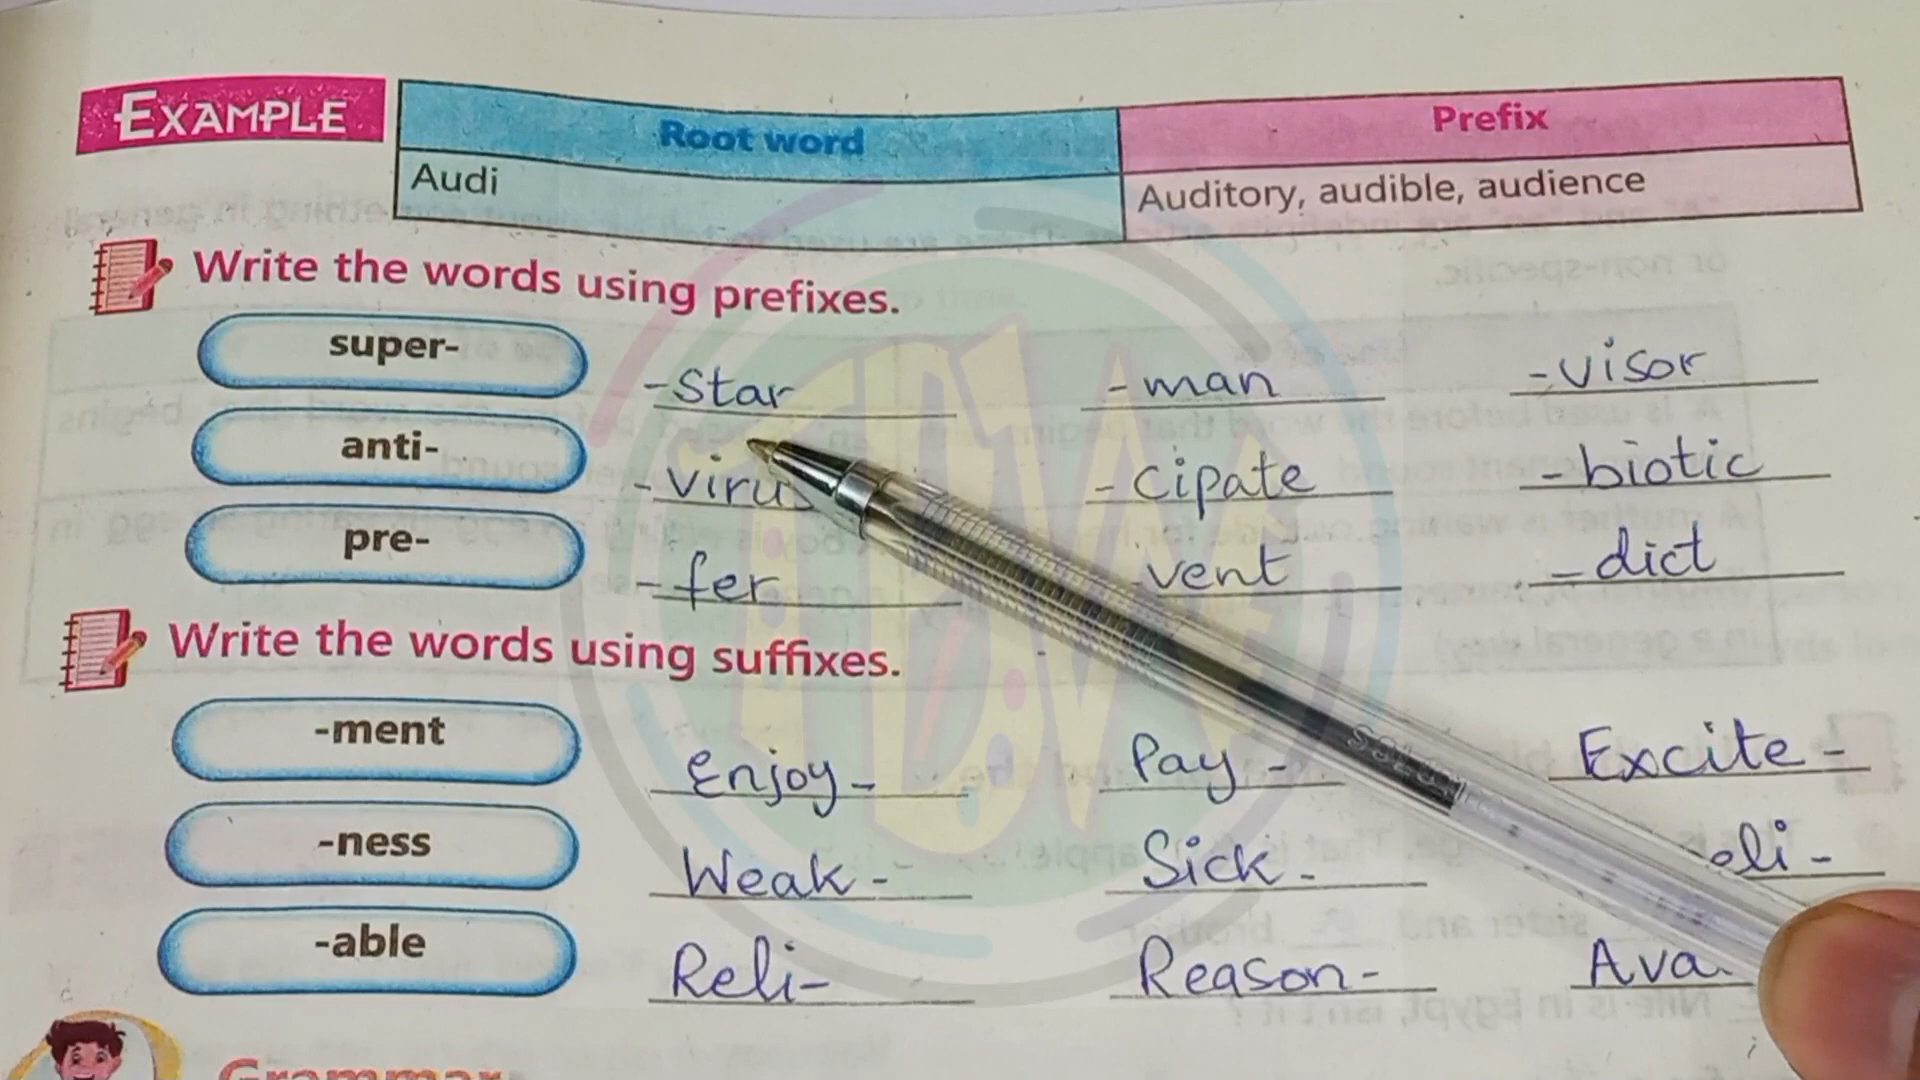 EXAMPLE
Root word Prefix
Audi Auditory, audible, audience
Write the words using prefixes.
super- -Star -man -visor
anti- -virus -cipate -biotic
pre- -fer vent -dict
Write the words using suffixes.
-ment Enjoy- Pay- Excite-
-ness Weak- Sick-
-able Reli- Reason- Ava
Grammar